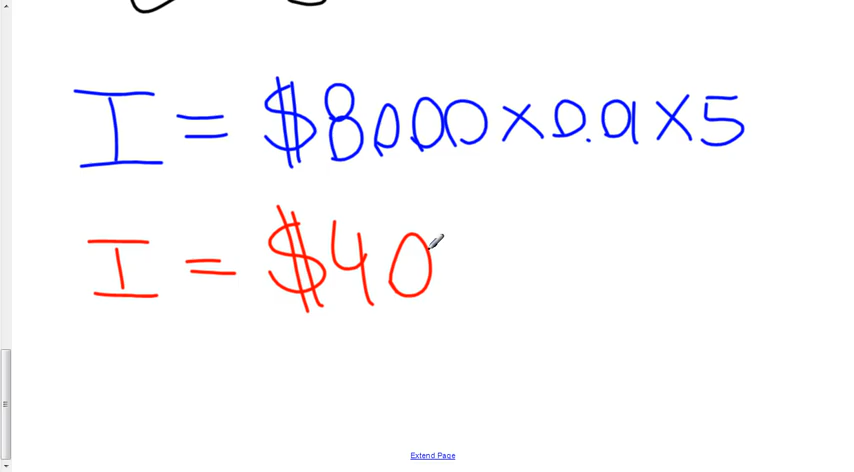 I = $8000 × 0.01 × 5
I = $40
Extend Page